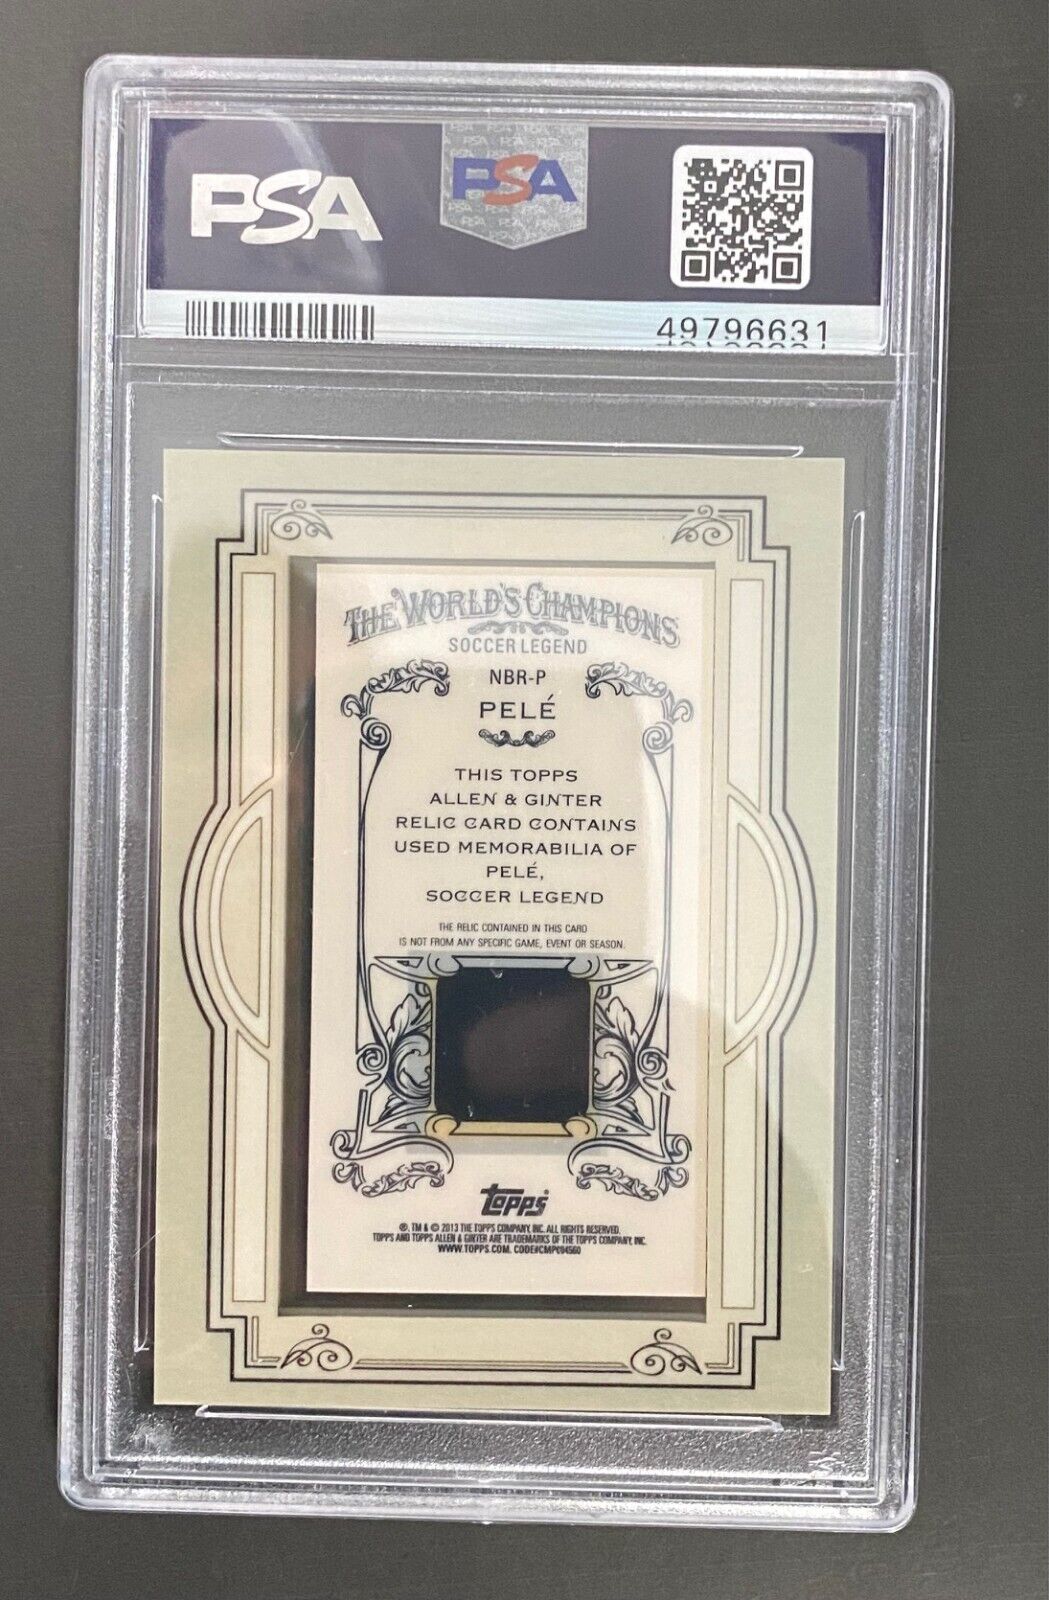 PSA
PSA
49796631
THE WORLD'S CHAMPIONS
SOCCER LEGEND
NBR-P
PELÉ
THIS TOPPS
ALLEN & GINTER
RELIC CARD CONTAINS
USED MEMORABILIA OF
PELÉ,
SOCCER LEGEND
THE RELIC CONTAINED IN THIS CARD
IS NOT FROM ANY SPECIFIC GAME, EVENT OR SEASON.
topps®
®, TM & © 2013 THE TOPPS COMPANY, INC. ALL RIGHTS RESERVED.
TOPPS AND TOPPS ALLEN & GINTER ARE TRADEMARKS OF THE TOPPS COMPANY, INC.
WWW.TOPPS.COM. CODE#CMP094560